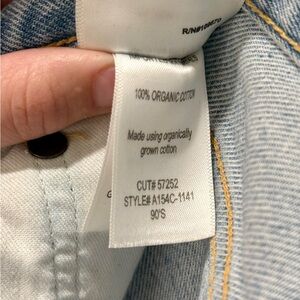 100% ORGANIC COTTON
Made using organically
grown cotton
CUT# 57252
STYLE# A154C-1141
90'S